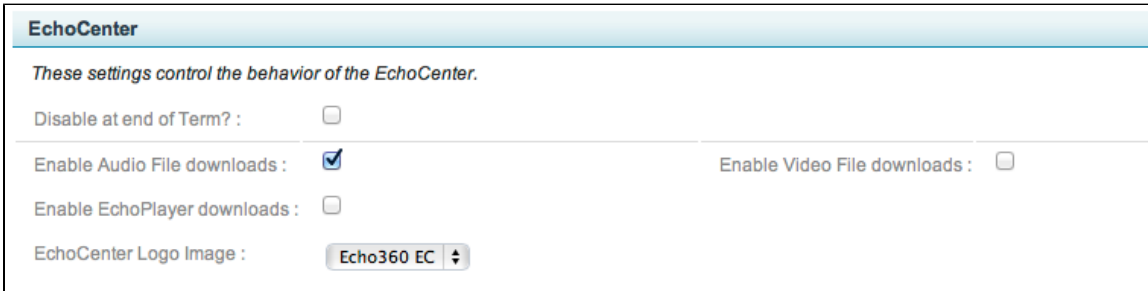 EchoCenter
These settings control the behavior of the EchoCenter.
Disable at end of Term? :
Enable Audio File downloads : Enable Video File downloads :
Enable EchoPlayer downloads :
EchoCenter Logo Image : Echo360 EC